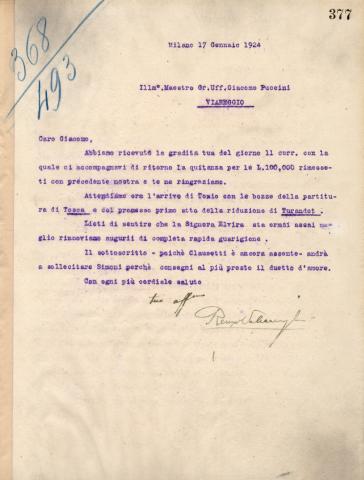 377
368
493
Milano 17 Gennaio 1924
Illmº.Maestro Gr.Uff.Giacomo Puccini
VIAREGGIO
Caro Giacomo,
Abbiamo ricevuto la gradita tua del giorno 11 corr. con la
quale ci accompagnavi di ritorno la quitanza per le L.100,000 rimesse-
ti con precedente nostra e te ne ringraziamo.
Attendiamo ora l'arrivo di Tonio con le bozze della partitu-
ra di Tosca e col promesso primo atto della riduzione di Turandot.
Lieti di sentire che la Signora Elvira sta ormai assai me-
glio rinnoviamo augurii di completa rapida guarigione.
Il sottoscritto - poichè Clausetti è ancora assente- andrà
a sollecitare Simoni perchè consegni al più presto il duetto d'amore.
Con ogni più cordiale saluto
tuo aff